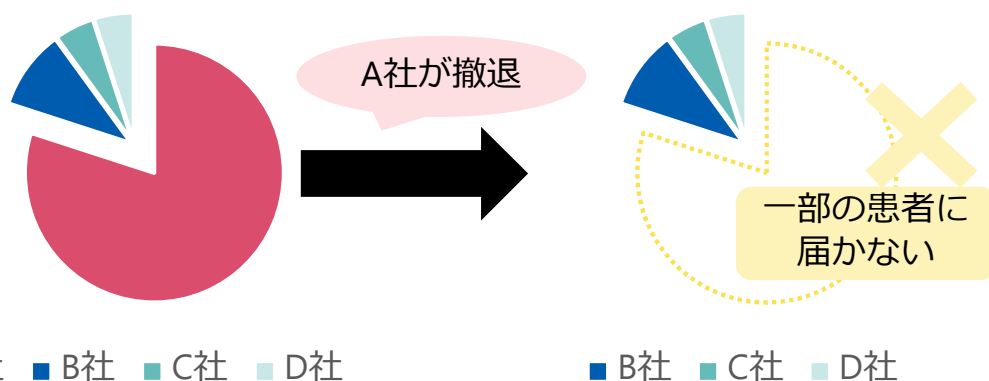 A社が撤退
一部の患者に
届かない
社 ■ B社 ■ C社 ■ D社
■ B社 ■ C社 ■ D社